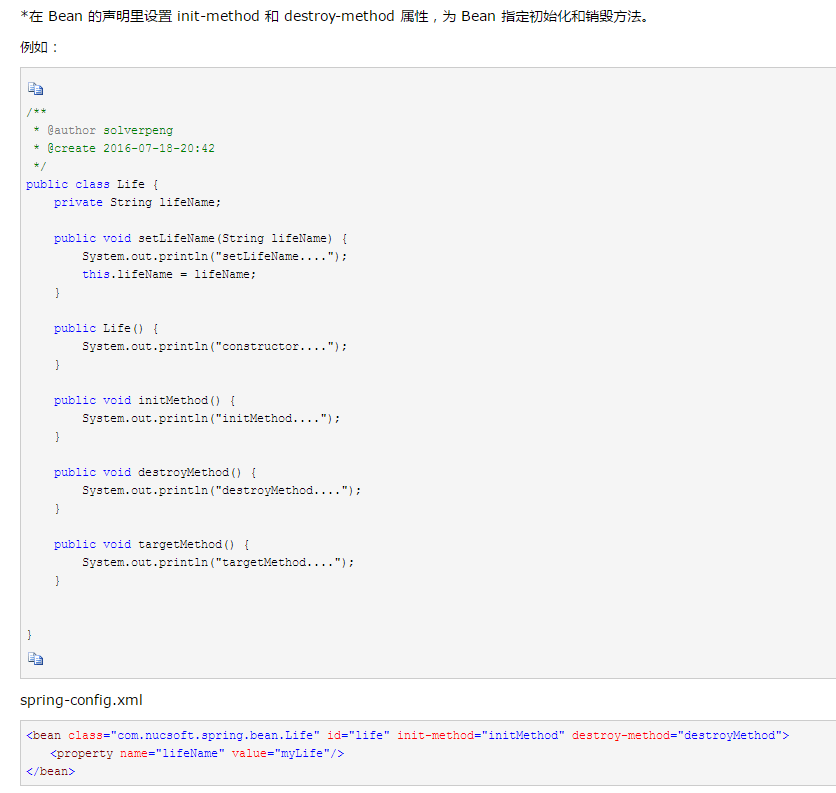 *在 Bean 的声明里设置 init-method 和 destroy-method 属性，为 Bean 指定初始化和销毁方法。
例如：
/**
 * @author solverpeng
 * @create 2016-07-18-20:42
 */
public class Life {
    private String lifeName;
    public void setLifeName(String lifeName) {
        System.out.println("setLifeName....");
        this.lifeName = lifeName;
    }
    public Life() {
        System.out.println("constructor....");
    }
    public void initMethod() {
        System.out.println("initMethod....");
    }
    public void destroyMethod() {
        System.out.println("destroyMethod....");
    }
    public void targetMethod() {
        System.out.println("targetMethod....");
    }
}
spring-config.xml
<bean class="com.nucsoft.spring.bean.Life" id="life" init-method="initMethod" destroy-method="destroyMethod">
    <property name="lifeName" value="myLife"/>
</bean>